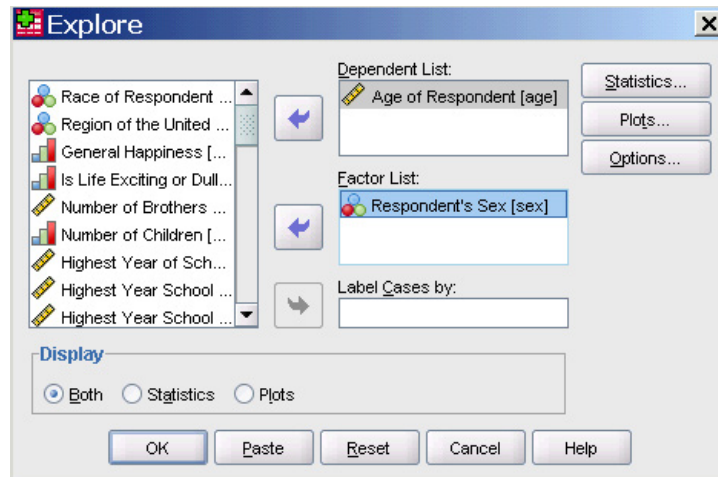 Explore
Race of Respondent ...
Region of the United ...
General Happiness [...
Is Life Exciting or Dull...
Number of Brothers ...
Number of Children [...
Highest Year of Sch...
Highest Year School ...
Highest Year School ...
Dependent List:
Age of Respondent [age]
Factor List:
Respondent's Sex [sex]
Label Cases by:
Statistics...
Plots...
Options...
Display
Both Statistics Plots
OK Paste Reset Cancel Help